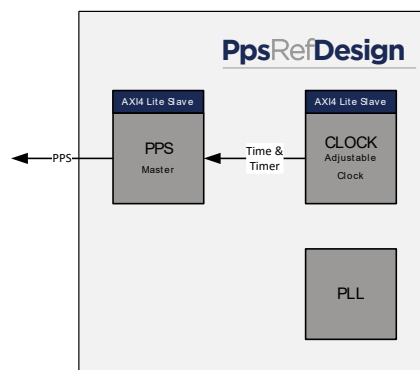 PpsRefDesign
AXI4 Lite Slave
PPS
Master
PPS
Time &
Timer
AXI4 Lite Slave
CLOCK
Adjustable
Clock
PLL